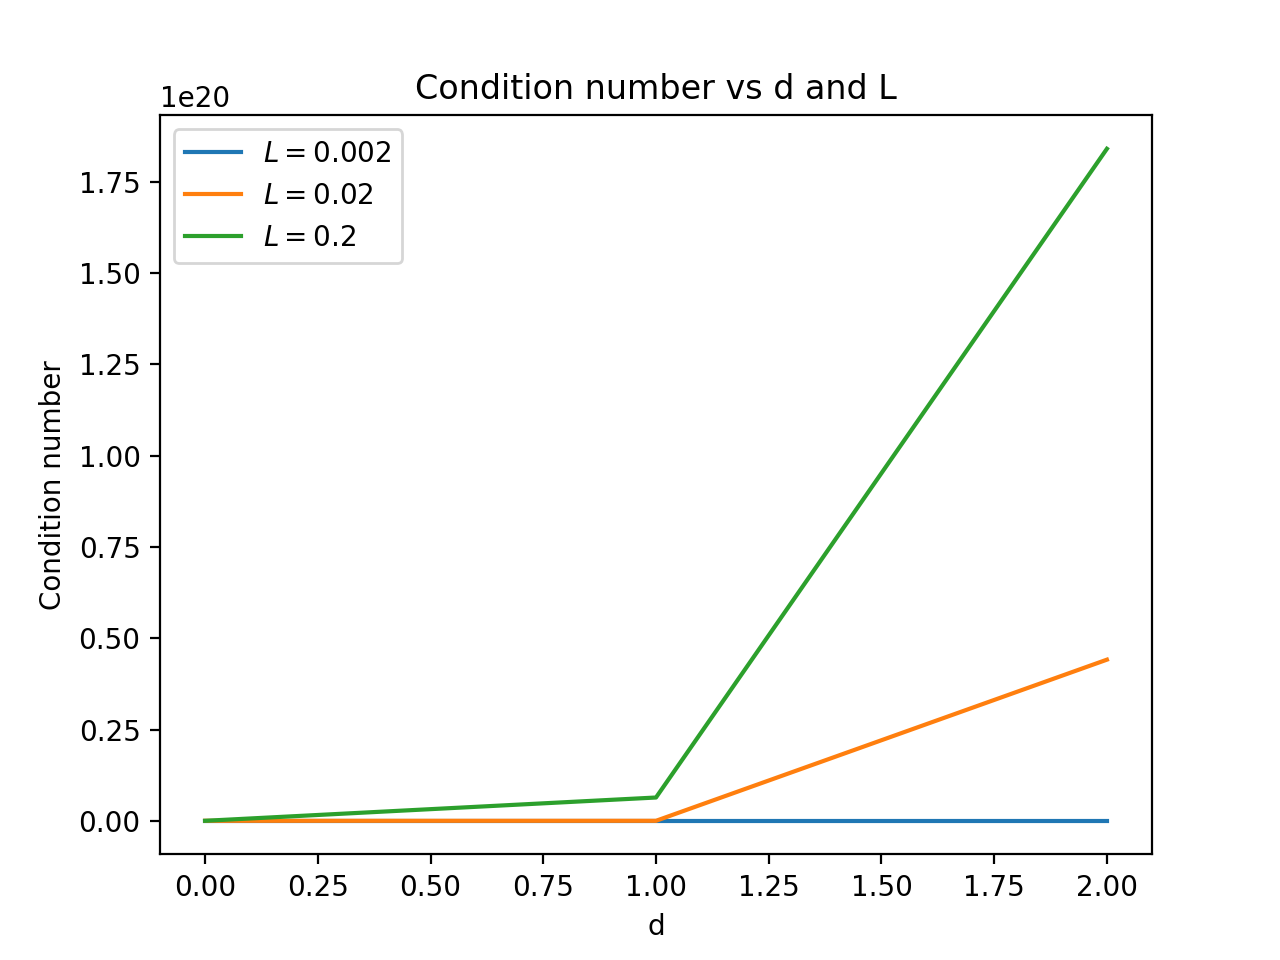 Condition number vs d and L
1e20
L = 0.002
L = 0.02
L = 0.2
1.75
1.50
1.25
1.00
0.75
0.50
0.25
0.00
Condition number
0.00 0.25 0.50 0.75 1.00 1.25 1.50 1.75 2.00
d